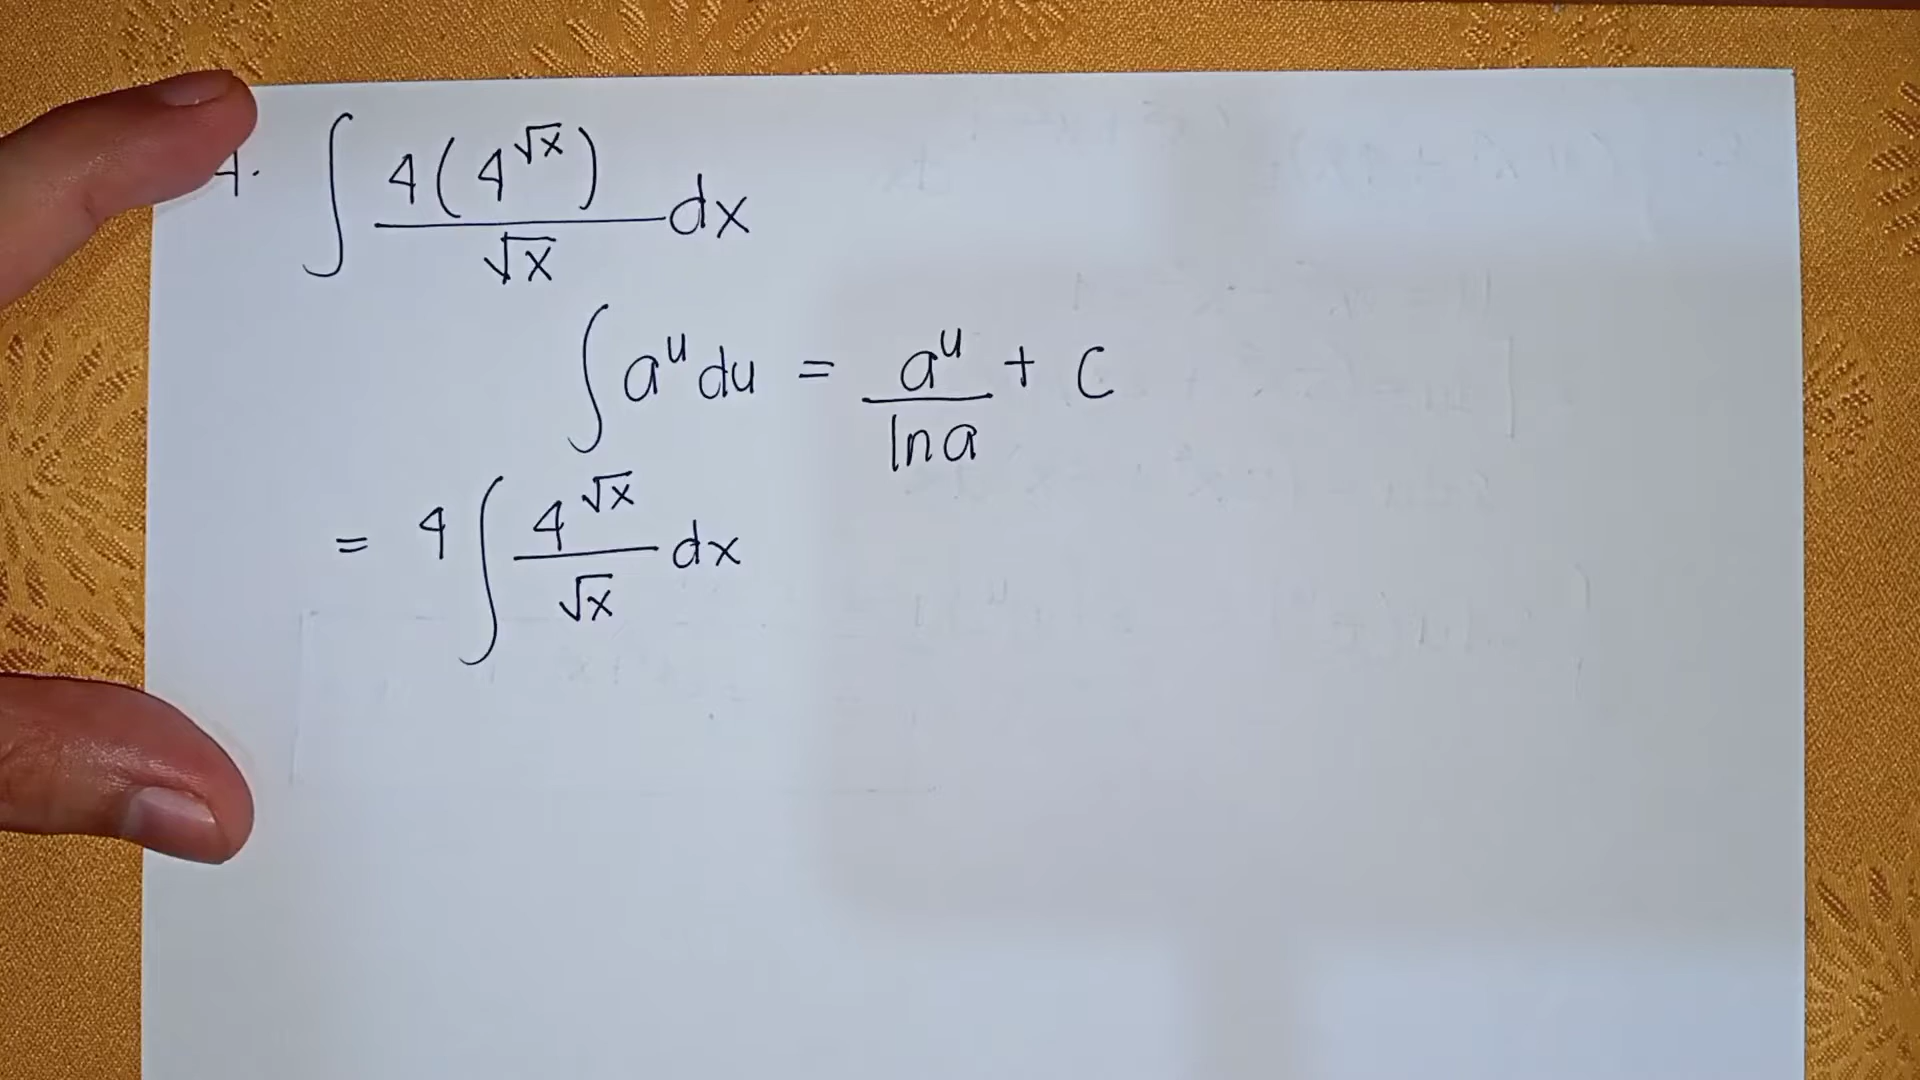 4. ∫ 4(4^√x) / √x dx
∫ a^u du = a^u / ln a + C
= 4 ∫ 4^√x / √x dx